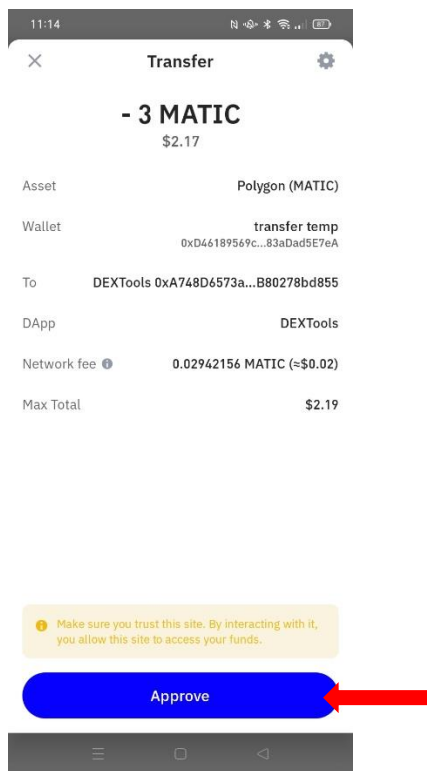 11:14
87
Transfer
- 3 MATIC
$2.17
Asset Polygon (MATIC)
Wallet transfer temp
0xD46189569c...83aDad5E7eA
To DEXTools 0xA748D6573a...B80278bd855
DApp DEXTools
Network fee 0.02942156 MATIC (≈$0.02)
Max Total $2.19
Make sure you trust this site. By interacting with it,
you allow this site to access your funds.
Approve